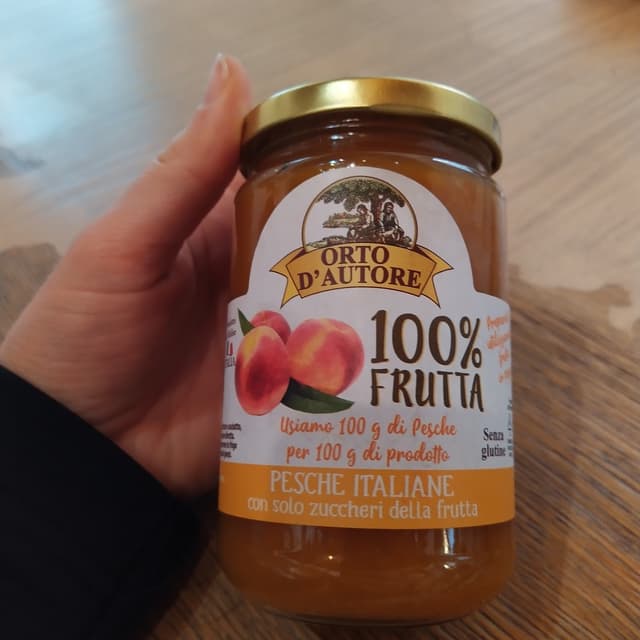 ORTO
D'AUTORE
100%
FRUTTA
Usiamo 100 g di Pesche
per 100 g di prodotto
Senza
glutine
PESCHE ITALIANE
con solo zuccheri della frutta